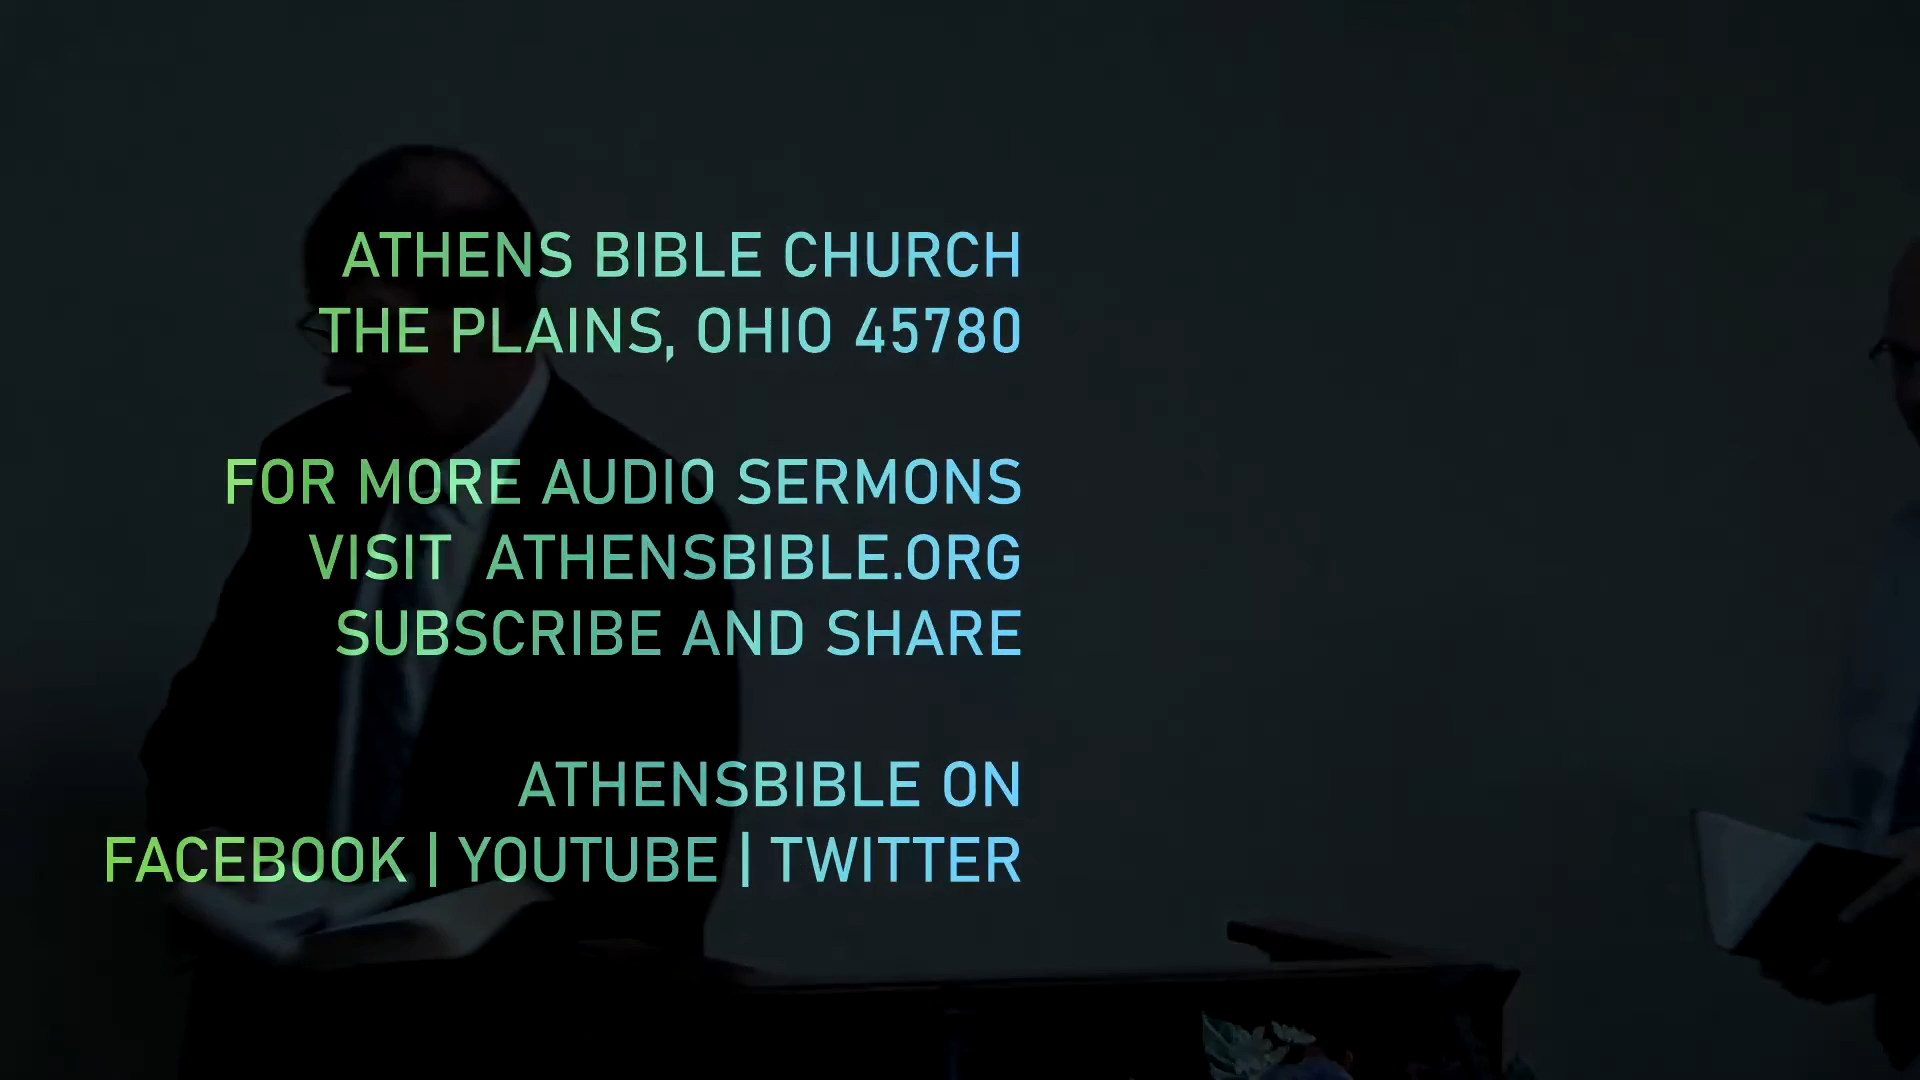 ATHENS BIBLE CHURCH
THE PLAINS, OHIO 45780
FOR MORE AUDIO SERMONS
VISIT ATHENSBIBLE.ORG
SUBSCRIBE AND SHARE
ATHENSBIBLE ON
FACEBOOK | YOUTUBE | TWITTER